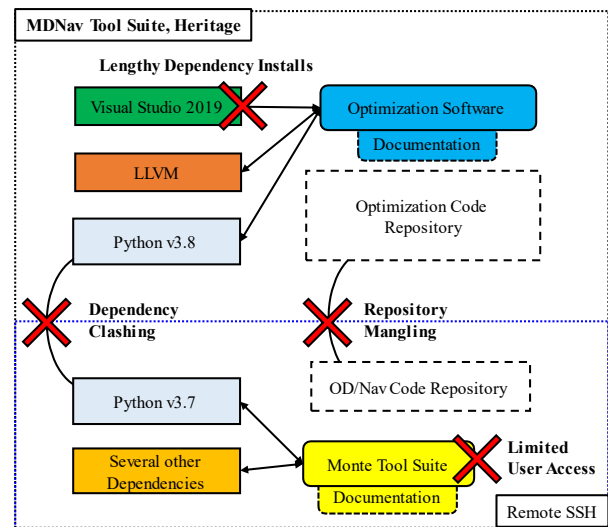 MDNav Tool Suite, Heritage
Lengthy Dependency Installs
Visual Studio 2019
Optimization Software
Documentation
LLVM
Optimization Code
Repository
Python v3.8
Dependency
Clashing
Repository
Mangling
Python v3.7
OD/Nav Code Repository
Several other
Dependencies
Monte Tool Suite
Limited
User Access
Documentation
Remote SSH